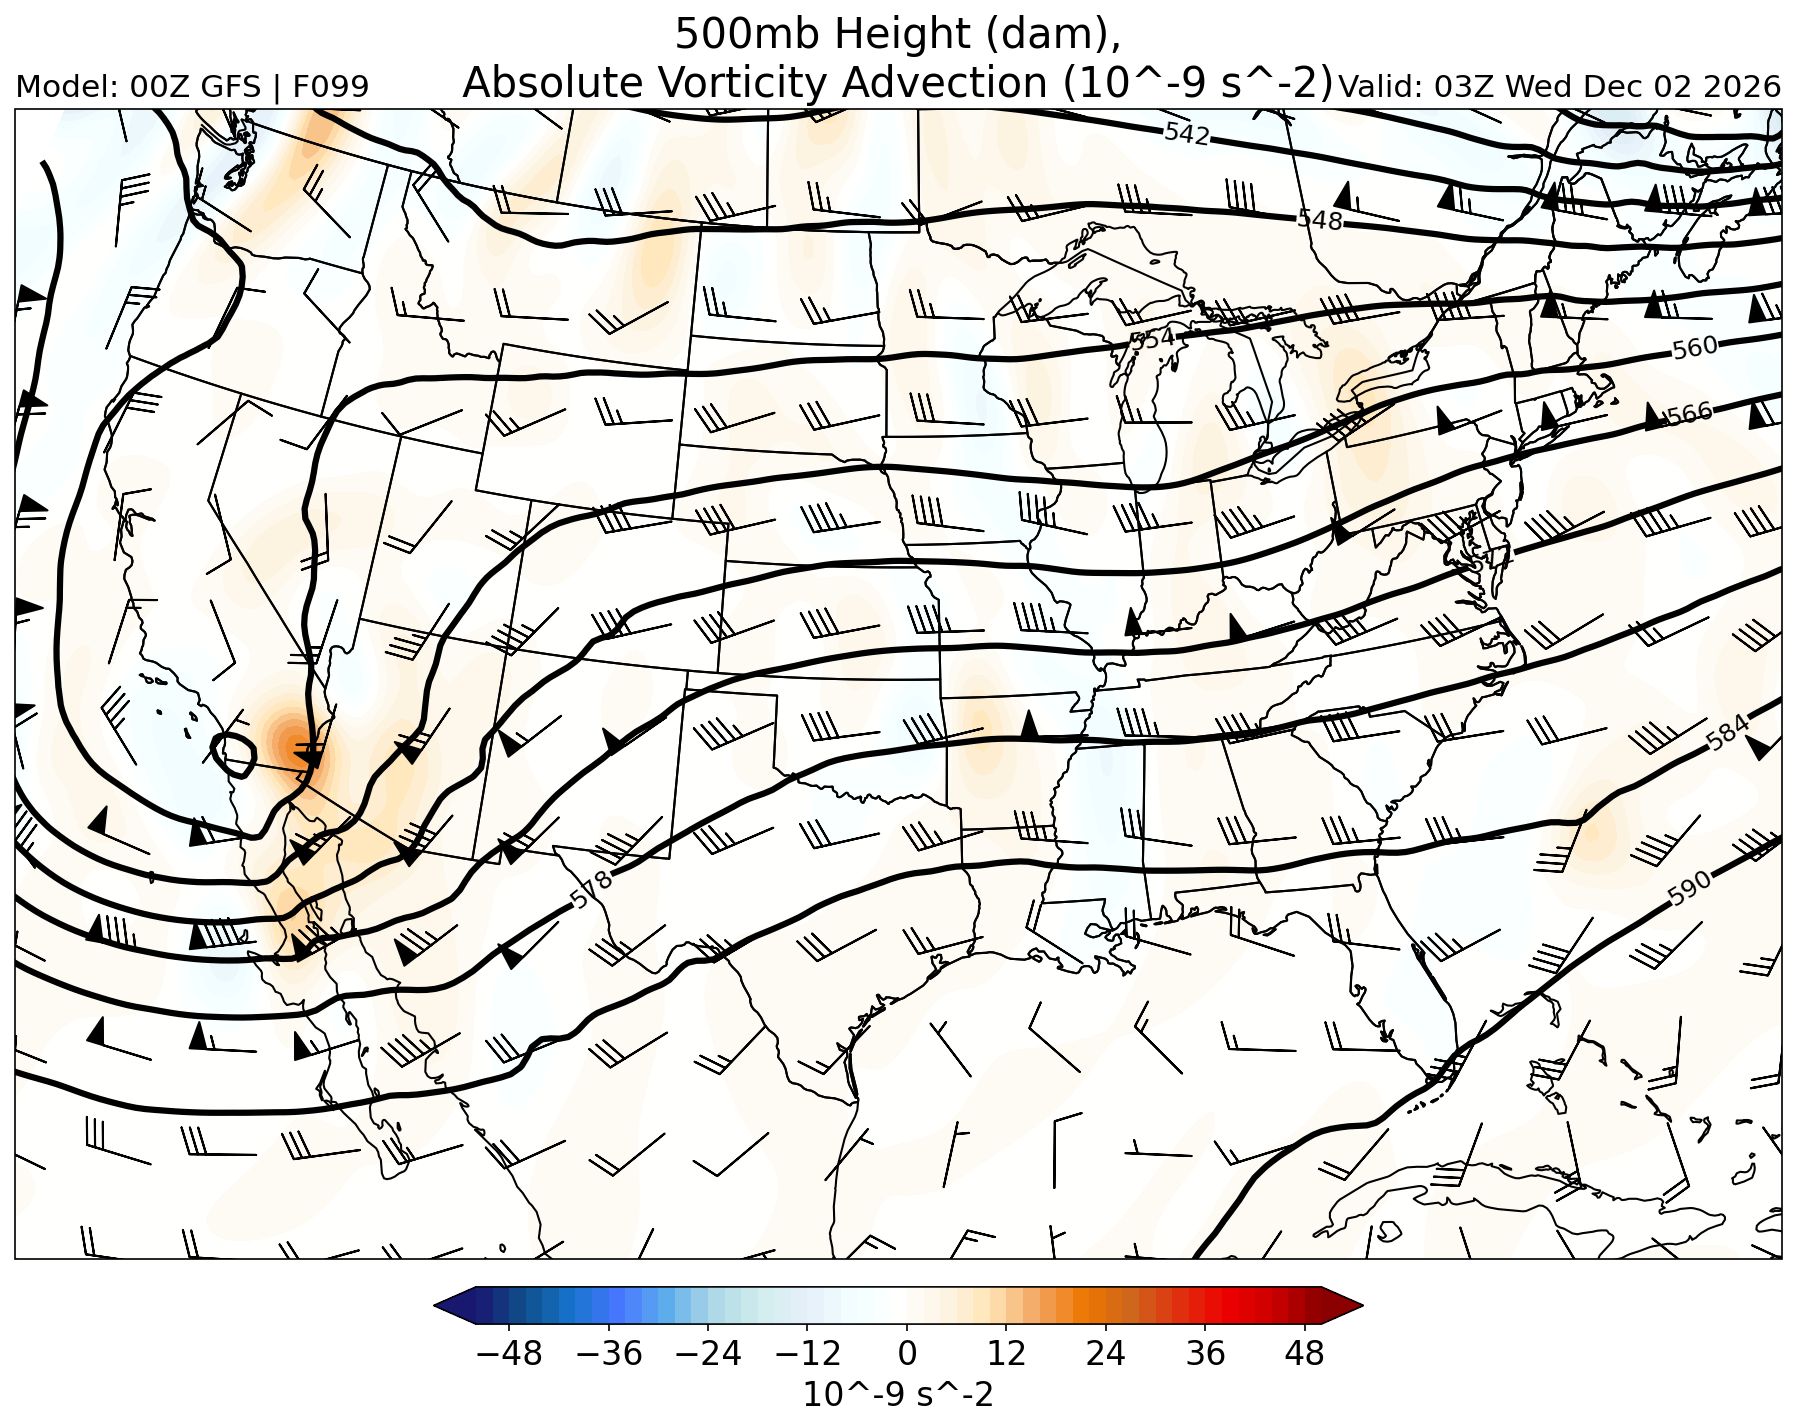 500mb Height (dam),
Absolute Vorticity Advection (10^-9 s^-2)
Model: 00Z GFS | F099
Valid: 03Z Wed Dec 02 2026
542
548
554
560
566
584
578
590
−48 −36 −24 −12 0 12 24 36 48
10^-9 s^-2